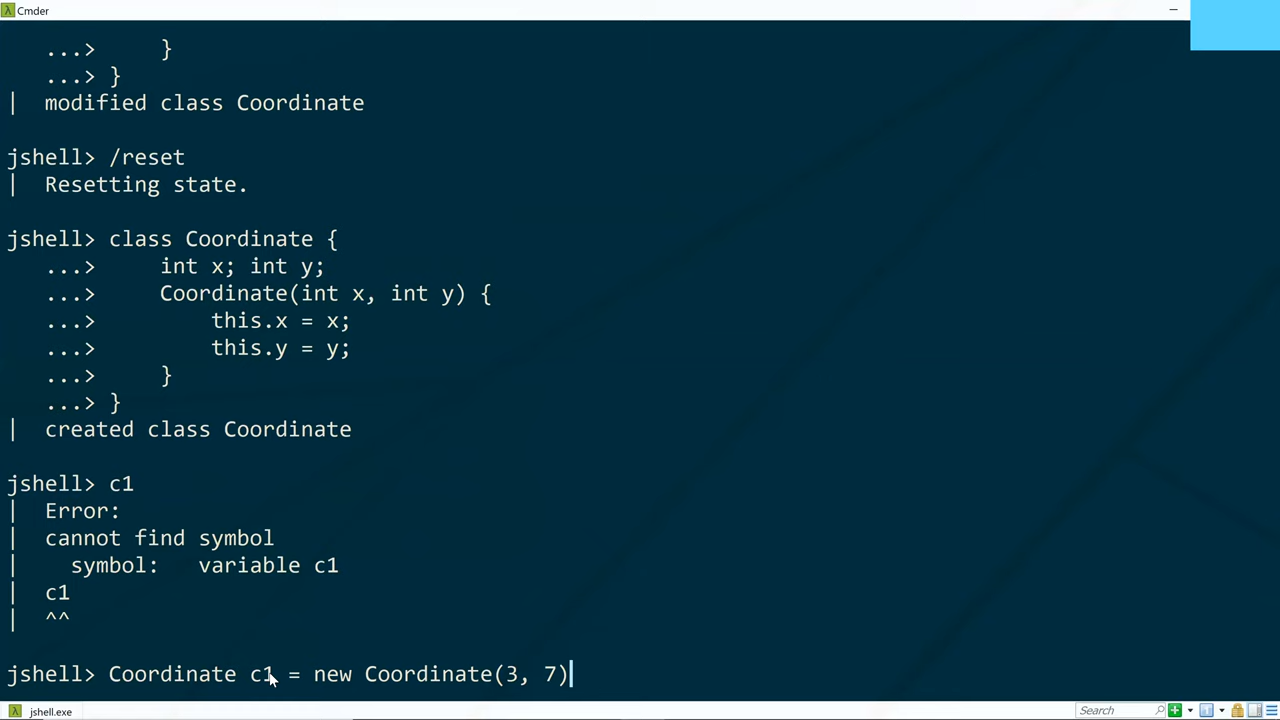 Cmder
...>     }
...> }
|  modified class Coordinate
jshell> /reset
|  Resetting state.
jshell> class Coordinate {
...>     int x; int y;
...>     Coordinate(int x, int y) {
...>         this.x = x;
...>         this.y = y;
...>     }
...> }
|  created class Coordinate
jshell> c1
|  Error:
|  cannot find symbol
|    symbol:   variable c1
|  c1
|  ^^
jshell> Coordinate c1 = new Coordinate(3, 7)
jshell.exe
Search